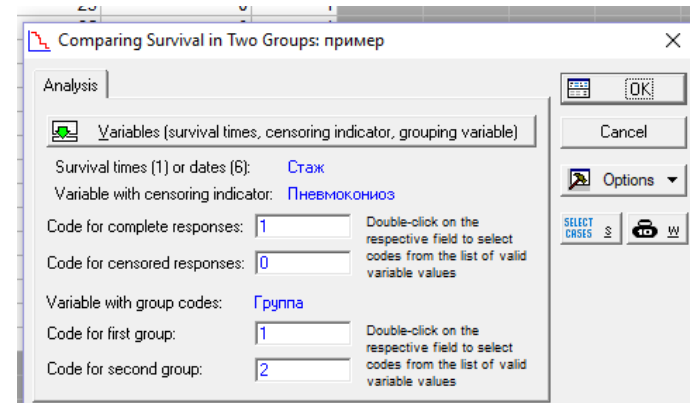 Comparing Survival in Two Groups: пример
Analysis
OK
Variables (survival times, censoring indicator, grouping variable)
Cancel
Survival times (1) or dates (6): Стаж
Options
Variable with censoring indicator: Пневмокониоз
Code for complete responses: 1
Double-click on the
respective field to select
codes from the list of valid
variable values
SELECT
CASES S W
Code for censored responses: 0
Variable with group codes: Группа
Code for first group: 1
Double-click on the
respective field to select
codes from the list of valid
variable values
Code for second group: 2